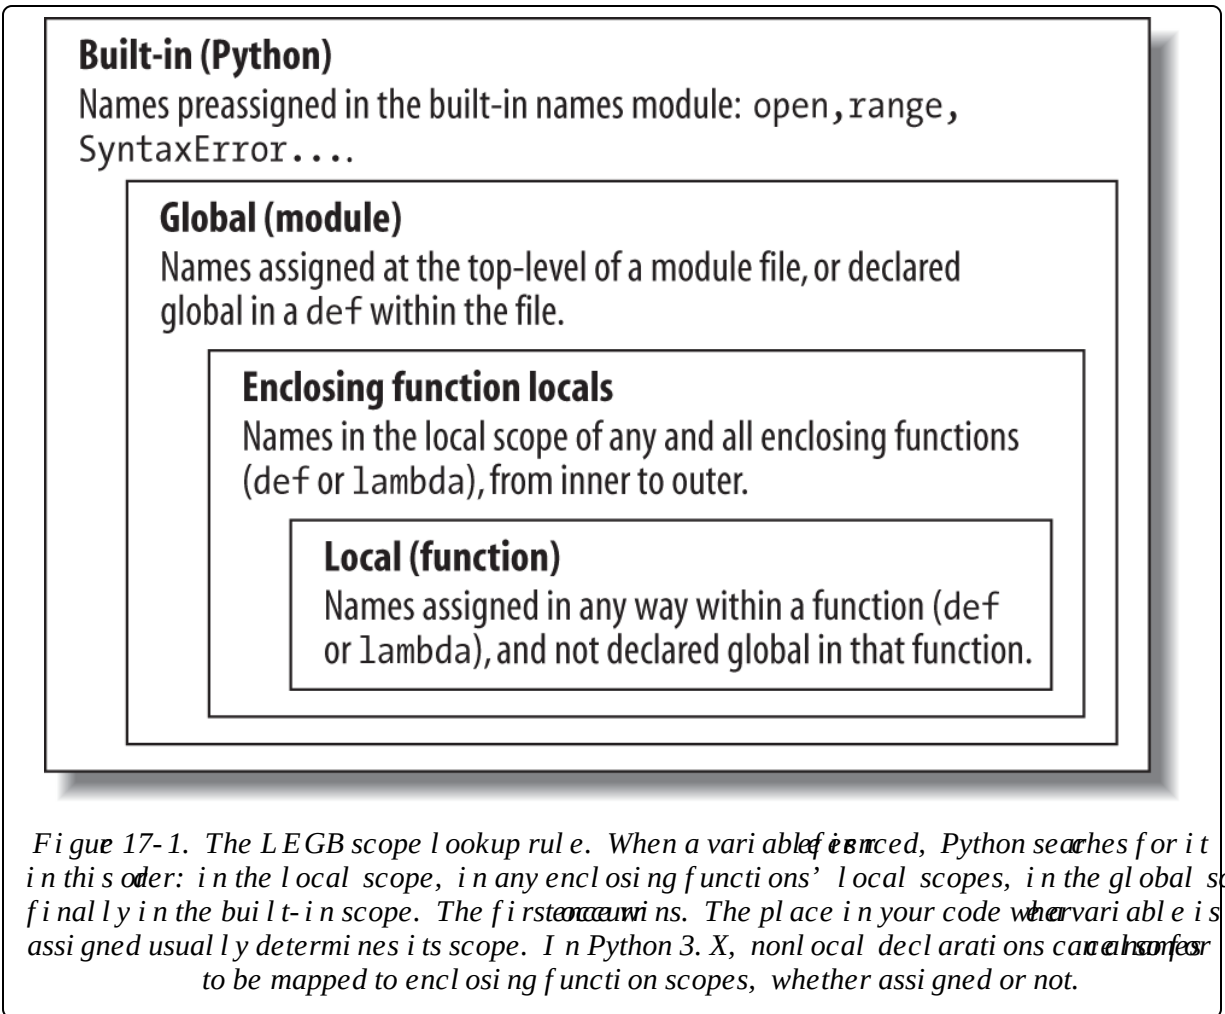 Built-in (Python)
Names preassigned in the built-in names module: open,range,
SyntaxError....
Global (module)
Names assigned at the top-level of a module file, or declared
global in a def within the file.
Enclosing function locals
Names in the local scope of any and all enclosing functions
(def or lambda), from inner to outer.
Local (function)
Names assigned in any way within a function (def
or lambda), and not declared global in that function.
Figure 17-1. The LEGB scope lookup rule. When a variable is referenced, Python searches for it
in this order: in the local scope, in any enclosing functions’ local scopes, in the global
finally in the built-in scope. The first occurrence wins. The place in your code where a variable is
assigned usually determines its scope. In Python 3.X, nonlocal declarations can also force names
to be mapped to enclosing function scopes, whether assigned or not.